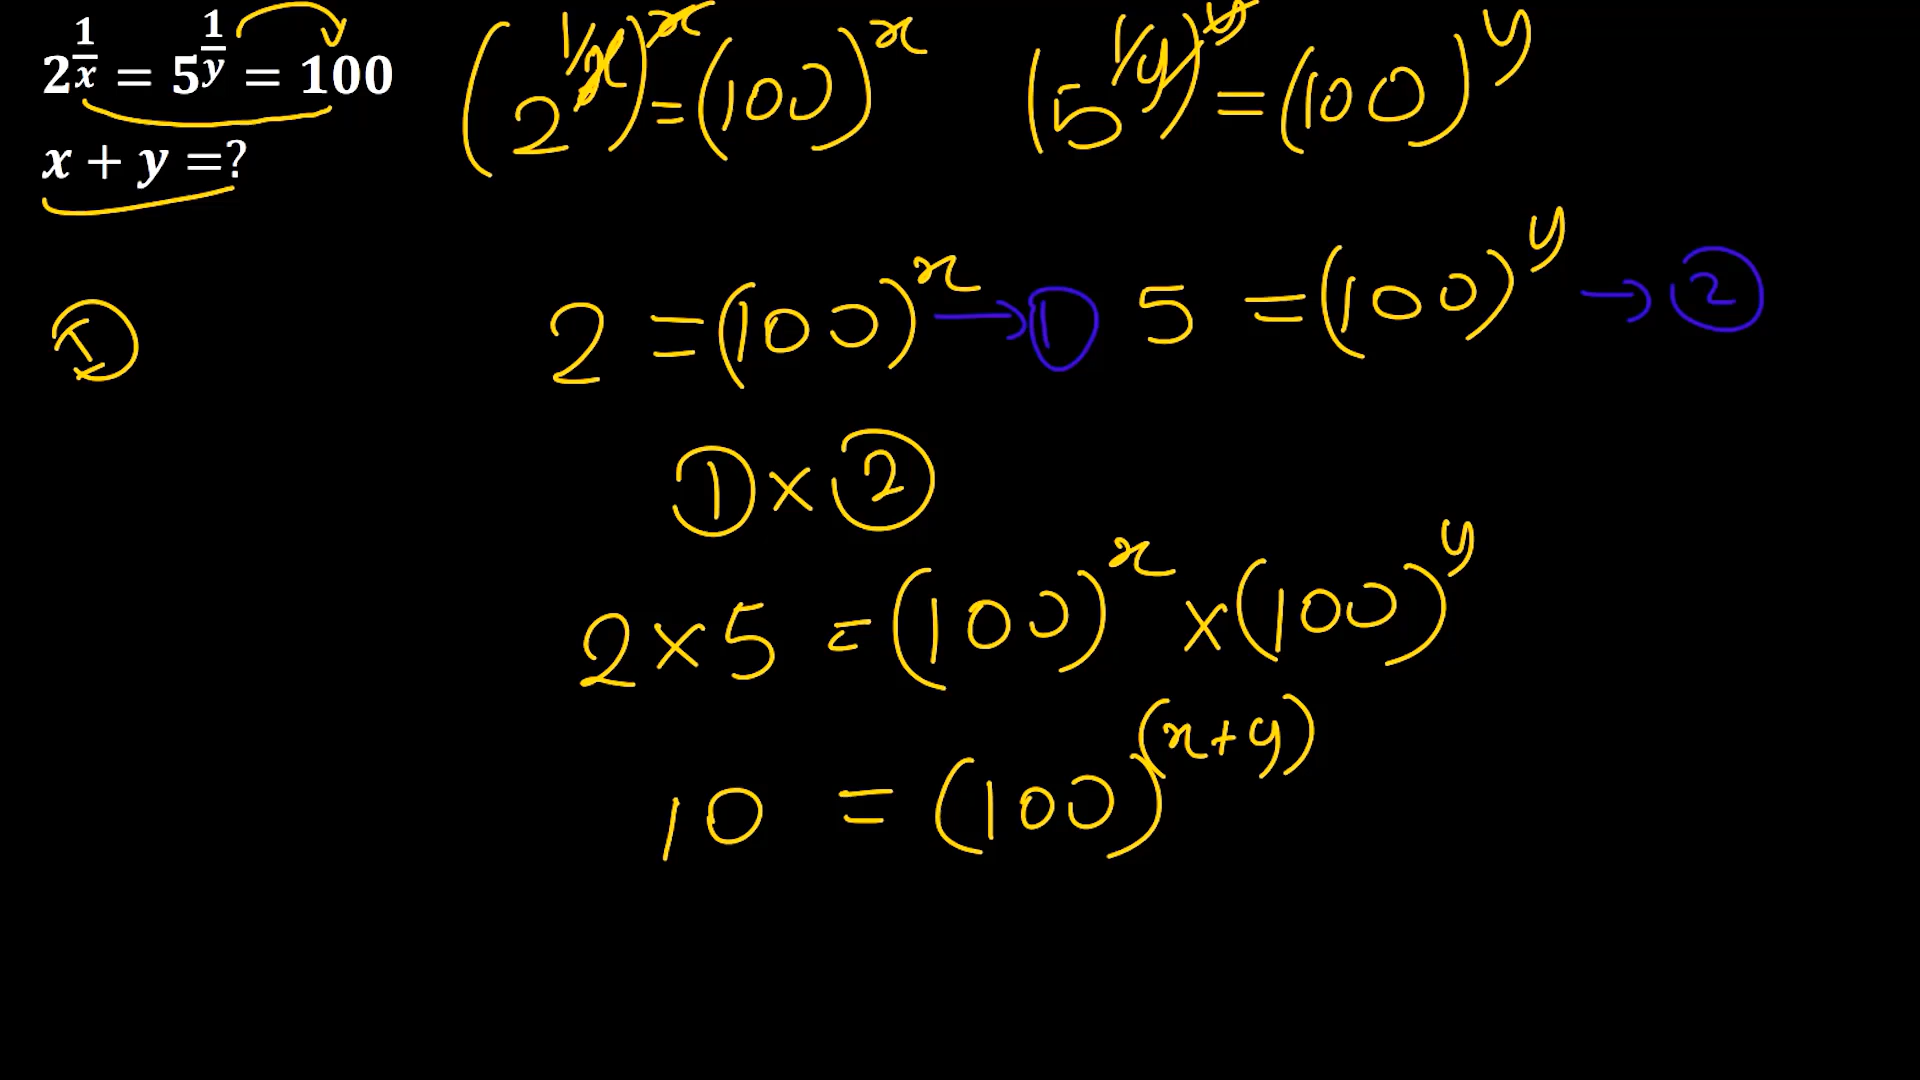 2^{1/x} = 5^{1/y} = 100
x + y =?
(2^{1/x})^x = (100)^x
(5^{1/y})^y = (100)^y
I
2 = (100)^x → 1
5 = (100)^y → 2
1 × 2
2 × 5 = (100)^x × (100)^y
10 = (100)^{(x+y)}